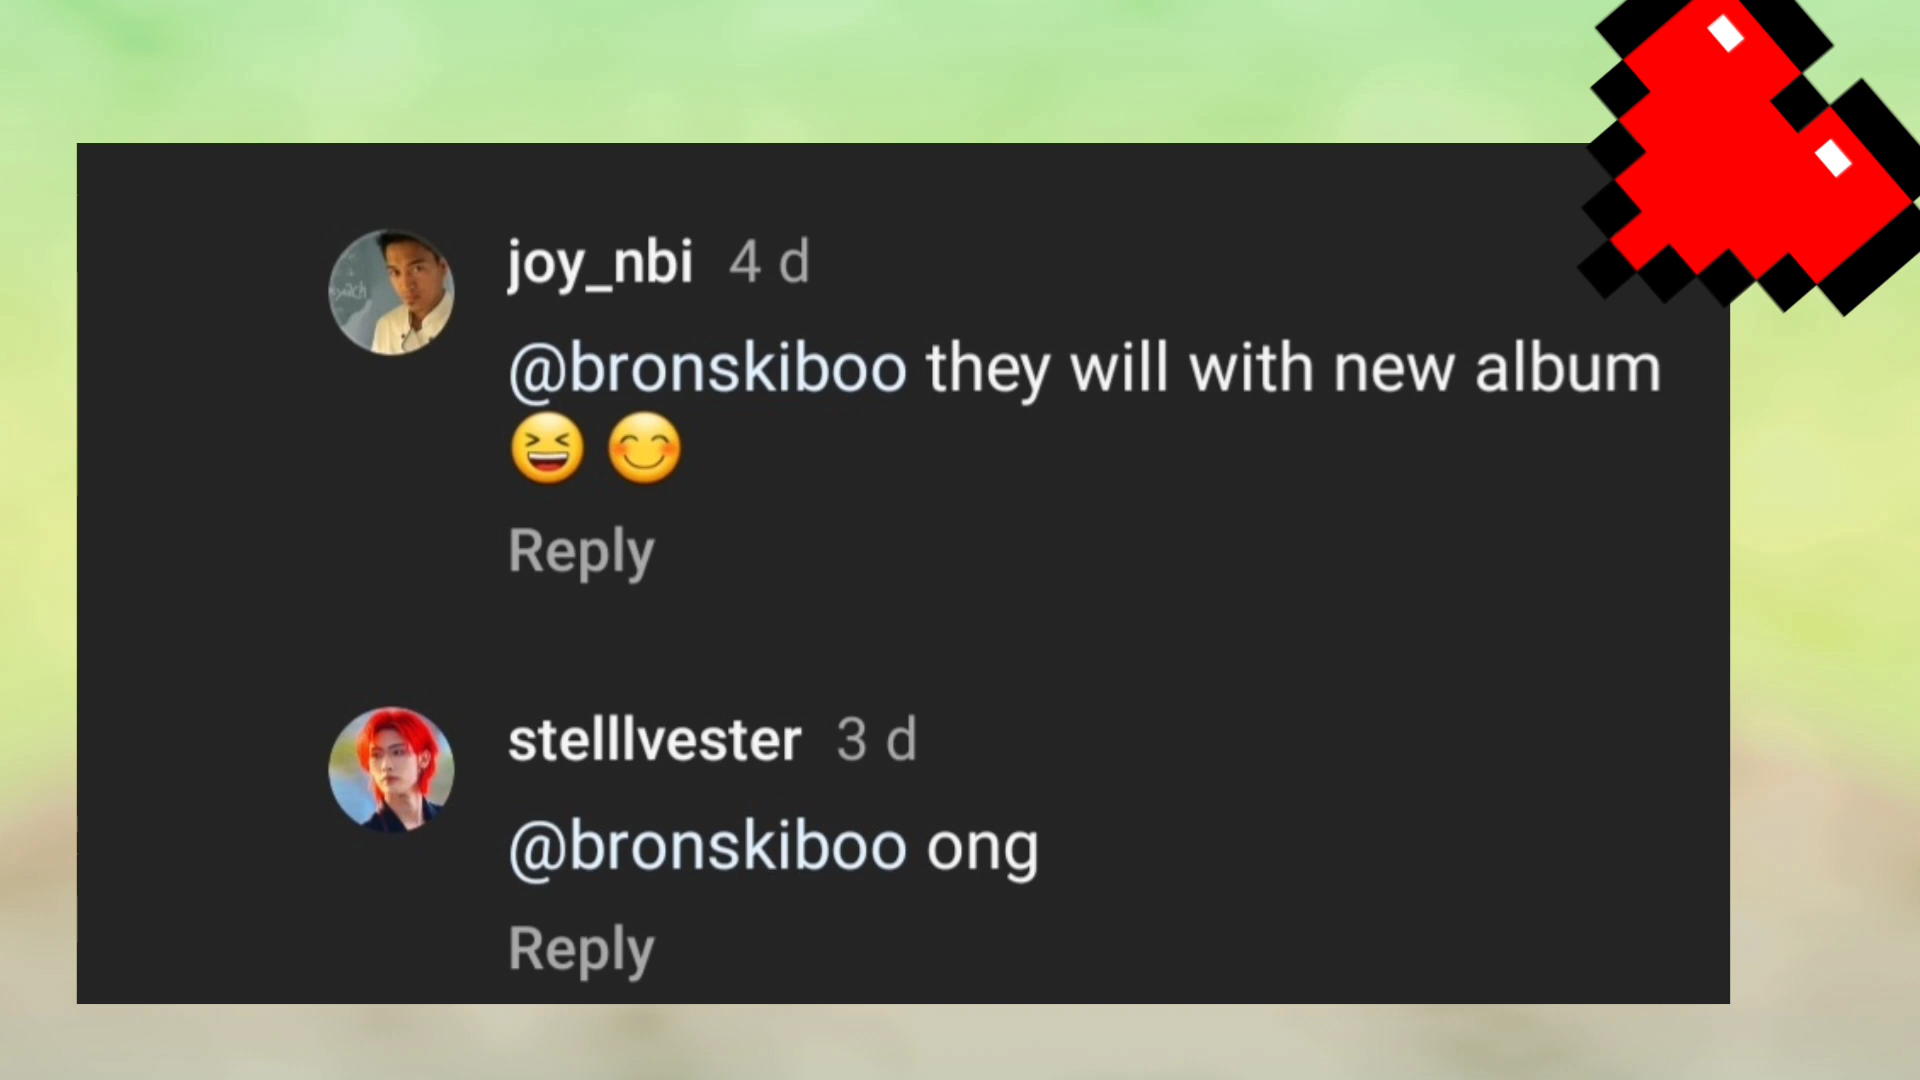 joy_nbi 4 d
@bronskiboo they will with new album
😆 😊
Reply
stelllvester 3 d
@bronskiboo ong
Reply